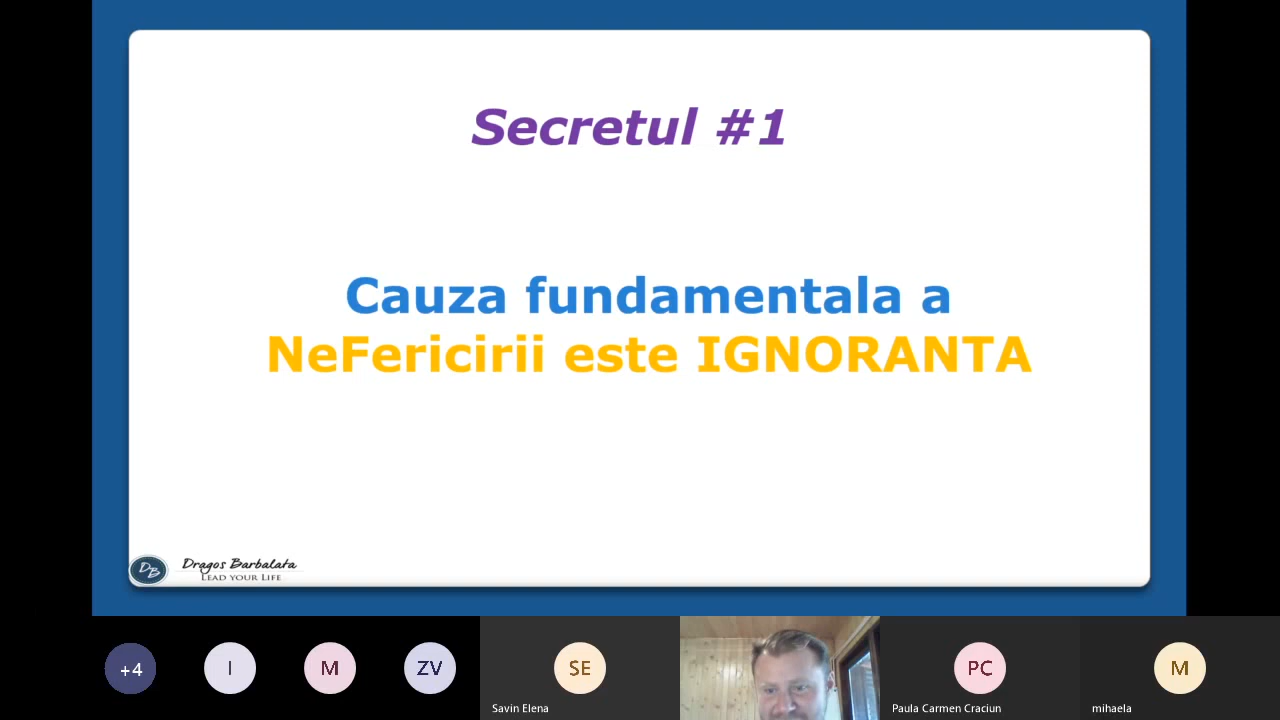 Secretul #1
Cauza fundamentala a
NeFericirii este IGNORANTA
DB
Dragos Barbalata
LEAD YOUR LIFE
+4
I
M
ZV
SE
PC
M
Savin Elena
Paula Carmen Craciun
mihaela